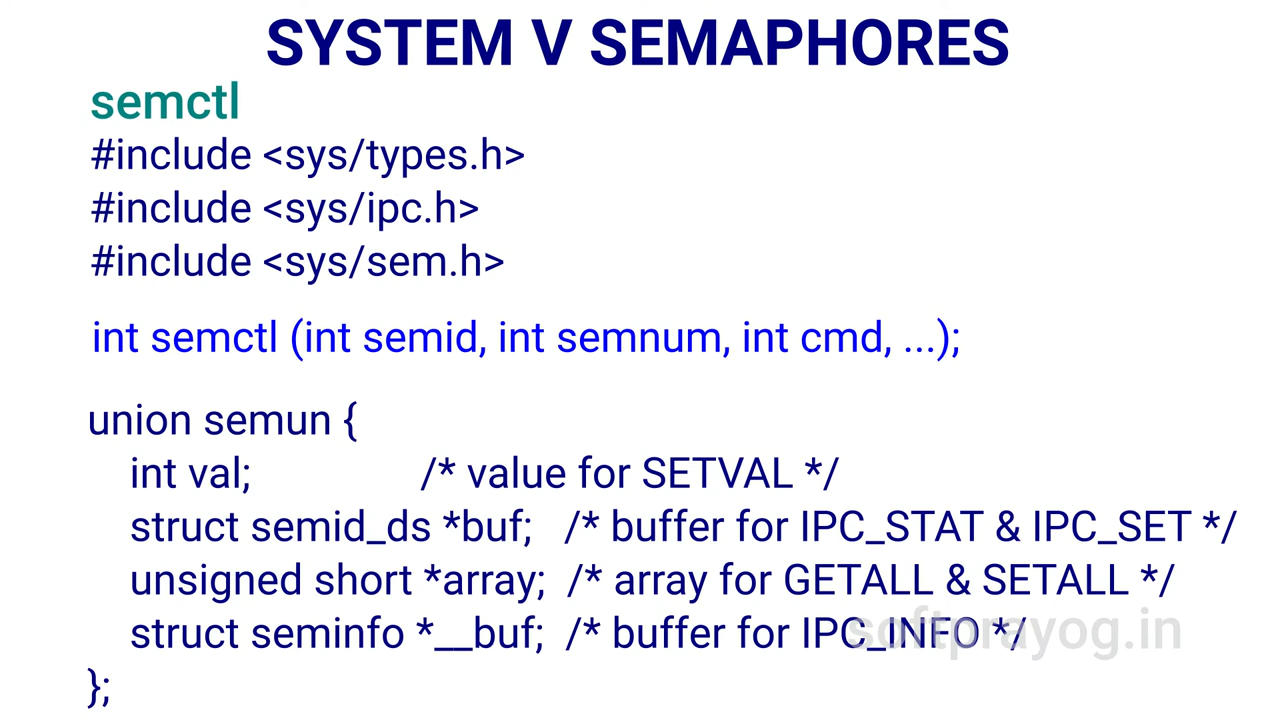 SYSTEM V SEMAPHORES
semctl
#include <sys/types.h>
#include <sys/ipc.h>
#include <sys/sem.h>
int semctl (int semid, int semnum, int cmd, ...);
union semun {
int val; /* value for SETVAL */
struct semid_ds *buf; /* buffer for IPC_STAT & IPC_SET */
unsigned short *array; /* array for GETALL & SETALL */
struct seminfo *__buf; /* buffer for IPC_INFO */
softprayog.in
};